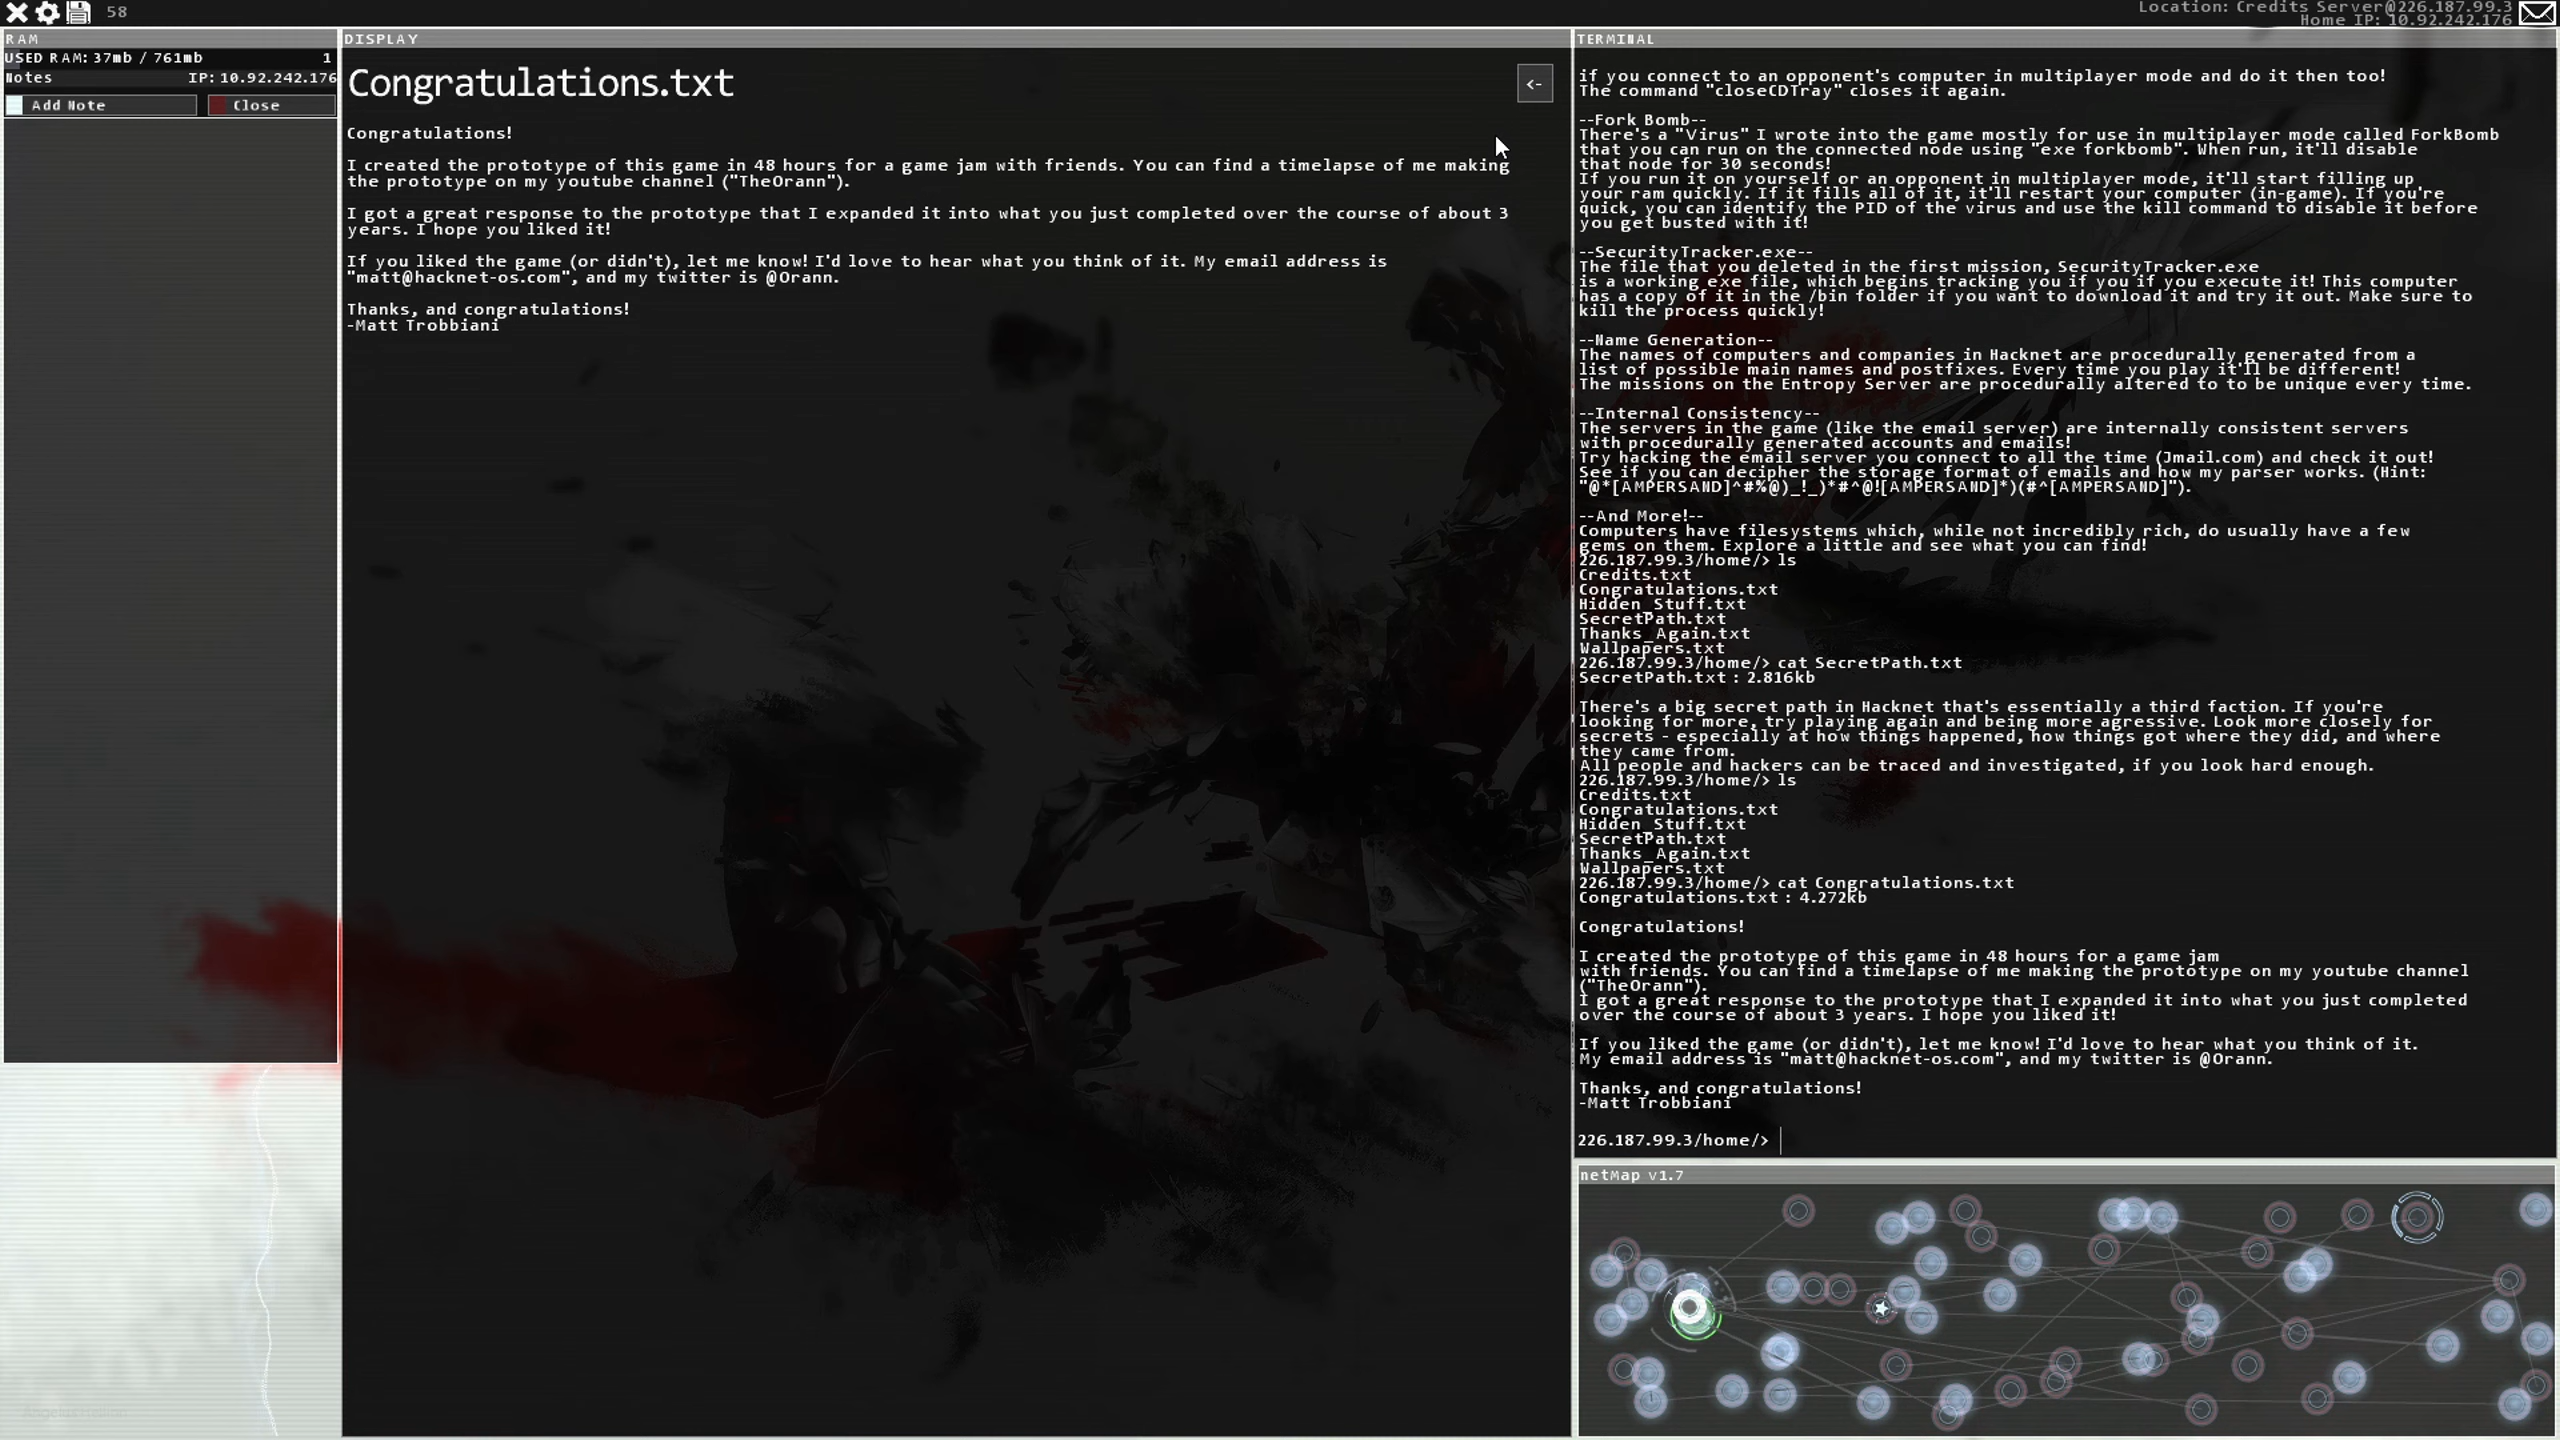 58
Location: Credits Server@226.187.99.3
Home IP: 10.92.242.176
RAM
USED RAM: 37mb / 761mb 1
Notes IP: 10.92.242.176
Add Note Close
DISPLAY
Congratulations.txt
<-
Congratulations!
I created the prototype of this game in 48 hours for a game jam with friends. You can find a timelapse of me making
the prototype on my youtube channel ("TheOrann").
I got a great response to the prototype that I expanded it into what you just completed over the course of about 3
years. I hope you liked it!
If you liked the game (or didn't), let me know! I'd love to hear what you think of it. My email address is
"matt@hacknet-os.com", and my twitter is @Orann.
Thanks, and congratulations!
-Matt Trobbiani
TERMINAL
if you connect to an opponent's computer in multiplayer mode and do it then too!
The command "closeCDTray" closes it again.
--Fork Bomb--
There's a "Virus" I wrote into the game mostly for use in multiplayer mode called ForkBomb
that you can run on the connected node using "exe forkbomb". When run, it'll disable
that node for 30 seconds!
If you run it on yourself or an opponent in multiplayer mode, it'll start filling up
your ram quickly. If it fills all of it, it'll restart your computer (in-game). If you're
quick, you can identify the PID of the virus and use the kill command to disable it before
you get busted with it!
--SecurityTracker.exe--
The file that you deleted in the first mission, SecurityTracker.exe
is a working exe file, which begins tracking you if you if you execute it! This computer
has a copy of it in the /bin folder if you want to download it and try it out. Make sure to
kill the process quickly!
--Name Generation--
The names of computers and companies in Hacknet are procedurally generated from a
list of possible main names and postfixes. Every time you play it'll be different!
The missions on the Entropy Server are procedurally altered to to be unique every time.
--Internal Consistency--
The servers in the game (like the email server) are internally consistent servers
with procedurally generated accounts and emails!
Try hacking the email server you connect to all the time (Jmail.com) and check it out!
See if you can decipher the storage format of emails and how my parser works. (Hint:
"@*[AMPERSAND]^#%@)_!_)*#^@![AMPERSAND]*)(#^[AMPERSAND]").
--And More!--
Computers have filesystems which, while not incredibly rich, do usually have a few
gems on them. Explore a little and see what you can find!
226.187.99.3/home/> ls
Credits.txt
Congratulations.txt
Hidden_Stuff.txt
SecretPath.txt
Thanks_Again.txt
Wallpapers.txt
226.187.99.3/home/> cat SecretPath.txt
SecretPath.txt : 2.816kb
There's a big secret path in Hacknet that's essentially a third faction. If you're
looking for more, try playing again and being more agressive. Look more closely for
secrets - especially at how things happened, how things got where they did, and where
they came from.
All people and hackers can be traced and investigated, if you look hard enough.
226.187.99.3/home/> ls
Credits.txt
Congratulations.txt
Hidden_Stuff.txt
SecretPath.txt
Thanks_Again.txt
Wallpapers.txt
226.187.99.3/home/> cat Congratulations.txt
Congratulations.txt : 4.272kb
Congratulations!
I created the prototype of this game in 48 hours for a game jam
with friends. You can find a timelapse of me making the prototype on my youtube channel
("TheOrann").
I got a great response to the prototype that I expanded it into what you just completed
over the course of about 3 years. I hope you liked it!
If you liked the game (or didn't), let me know! I'd love to hear what you think of it.
My email address is "matt@hacknet-os.com", and my twitter is @Orann.
Thanks, and congratulations!
-Matt Trobbiani
226.187.99.3/home/>
netMap v1.7